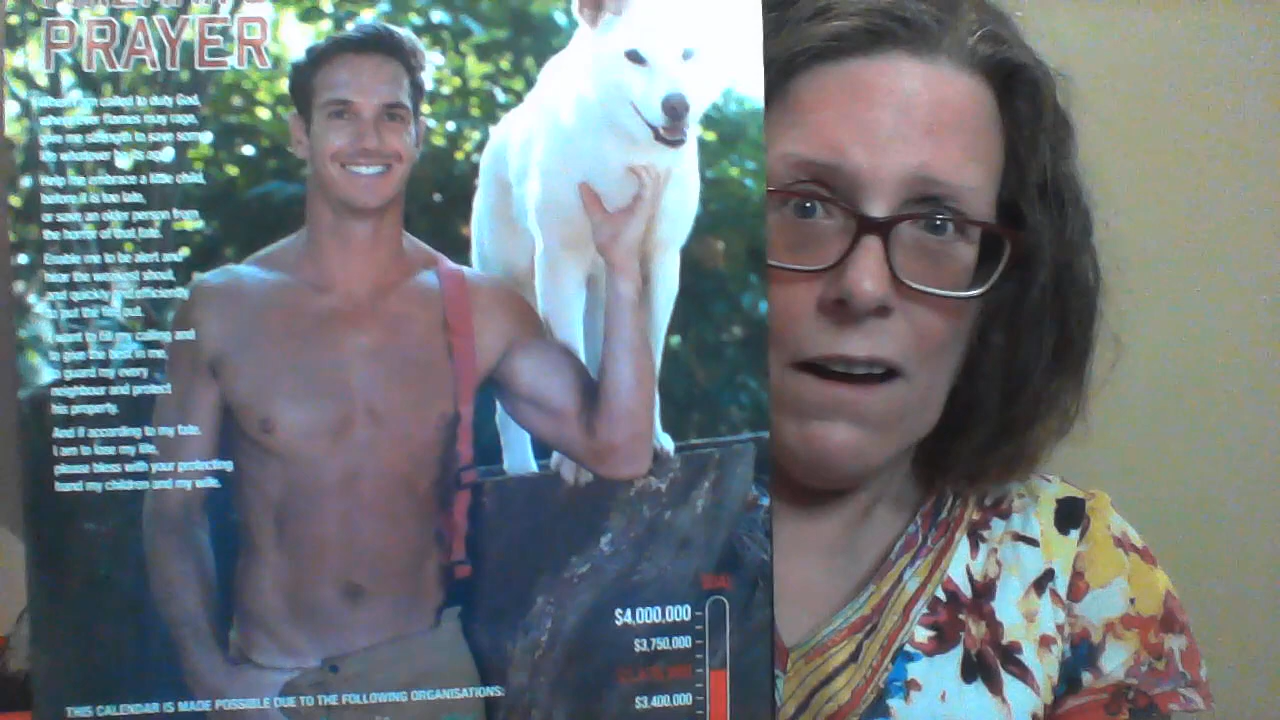 PRAYER
When I'm called to duty God,
wherever flames may rage,
give me strength to save some
life whatever be its age.
Help me embrace a little child,
before it is too late,
or save an older person from
the horror of that fate.
Enable me to be alert and
hear the weakest shout,
and quickly and efficiently
to put the fire out.
I want to fill my calling and
to give the best in me,
to guard my every
neighbour and protect
his property.
And if according to my fate.
I am to lose my life,
please bless with your protecting
hand my children and my wife.
$4,000,000
$3,750,000
$3,400,000
THIS CALENDAR IS MADE POSSIBLE DUE TO THE FOLLOWING ORGANISATIONS: